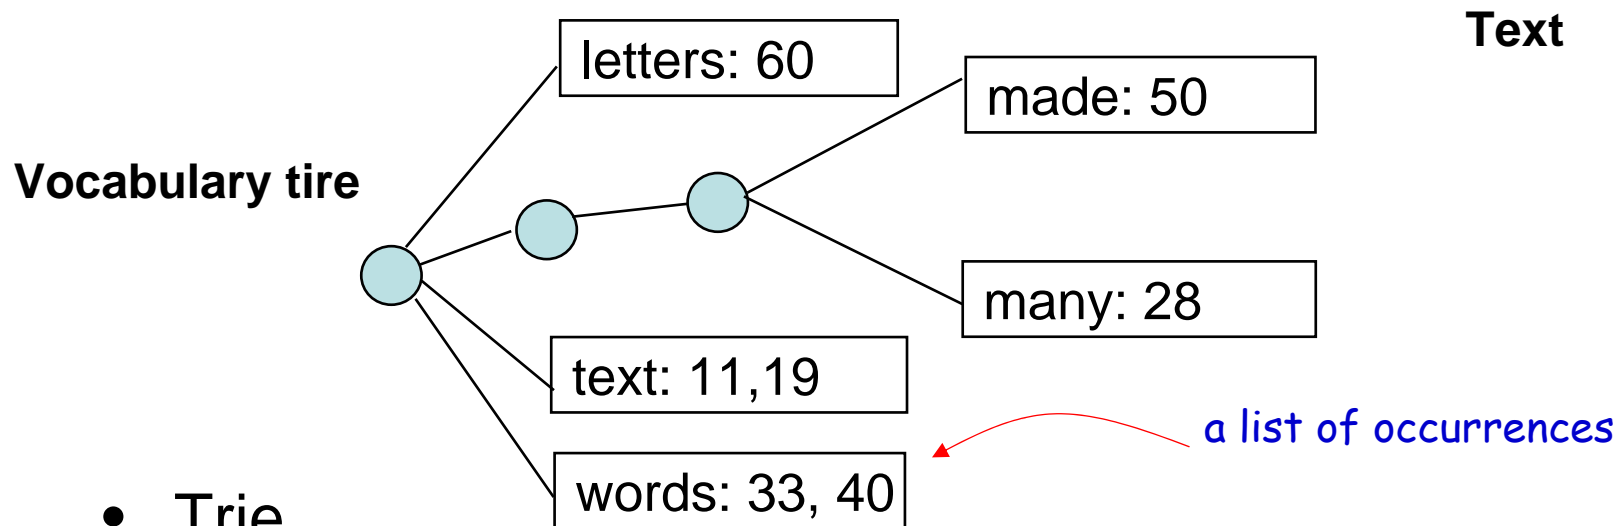 Text
letters: 60
made: 50
Vocabulary tire
many: 28
text: 11,19
a list of occurrences
words: 33, 40
• Trie